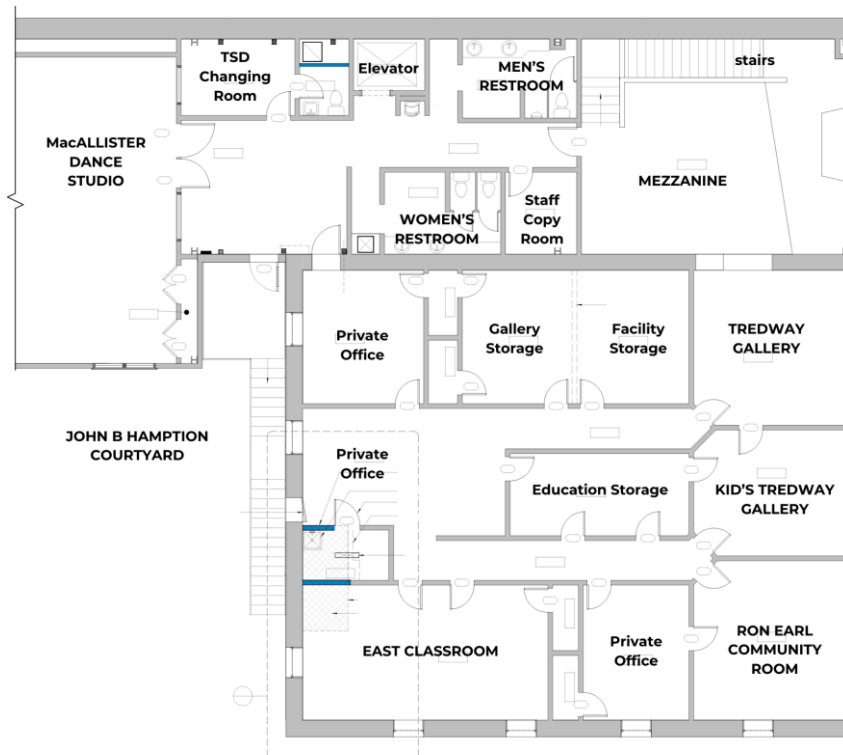 TSD
Changing
Room
Elevator
MEN'S
RESTROOM
stairs
MacALLISTER
DANCE
STUDIO
MEZZANINE
WOMEN'S
RESTROOM
Staff
Copy
Room
Private
Office
Gallery
Storage
Facility
Storage
TREDWAY
GALLERY
JOHN B HAMPTION
COURTYARD
Private
Office
Education Storage
KID'S TREDWAY
GALLERY
EAST CLASSROOM
Private
Office
RON EARL
COMMUNITY
ROOM